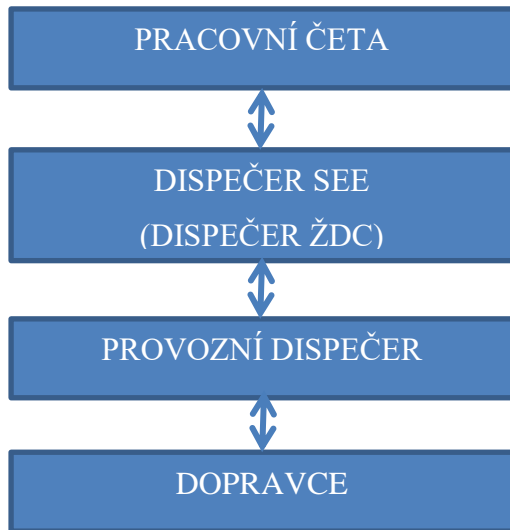 PRACOVNÍ ČETA
DISPEČER SEE
(DISPEČER ŽDC)
PROVOZNÍ DISPEČER
DOPRAVCE